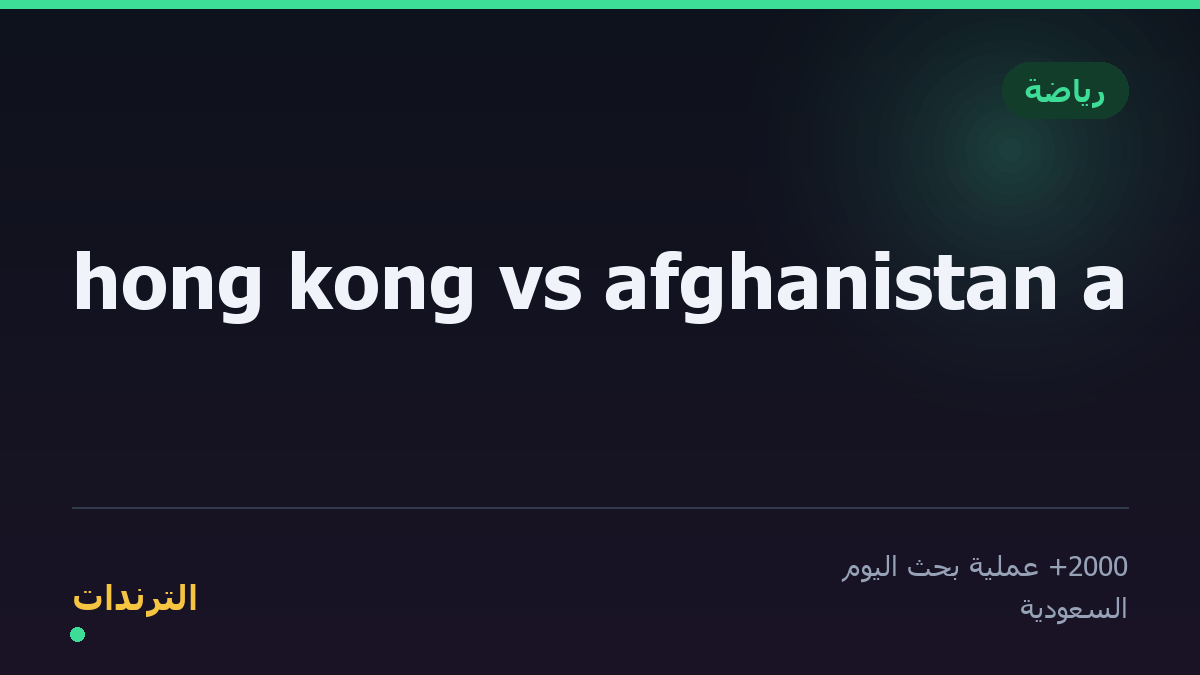 رياضة
hong kong vs afghanistan a
2000+ عملية بحث اليوم
السعودية
الترندات